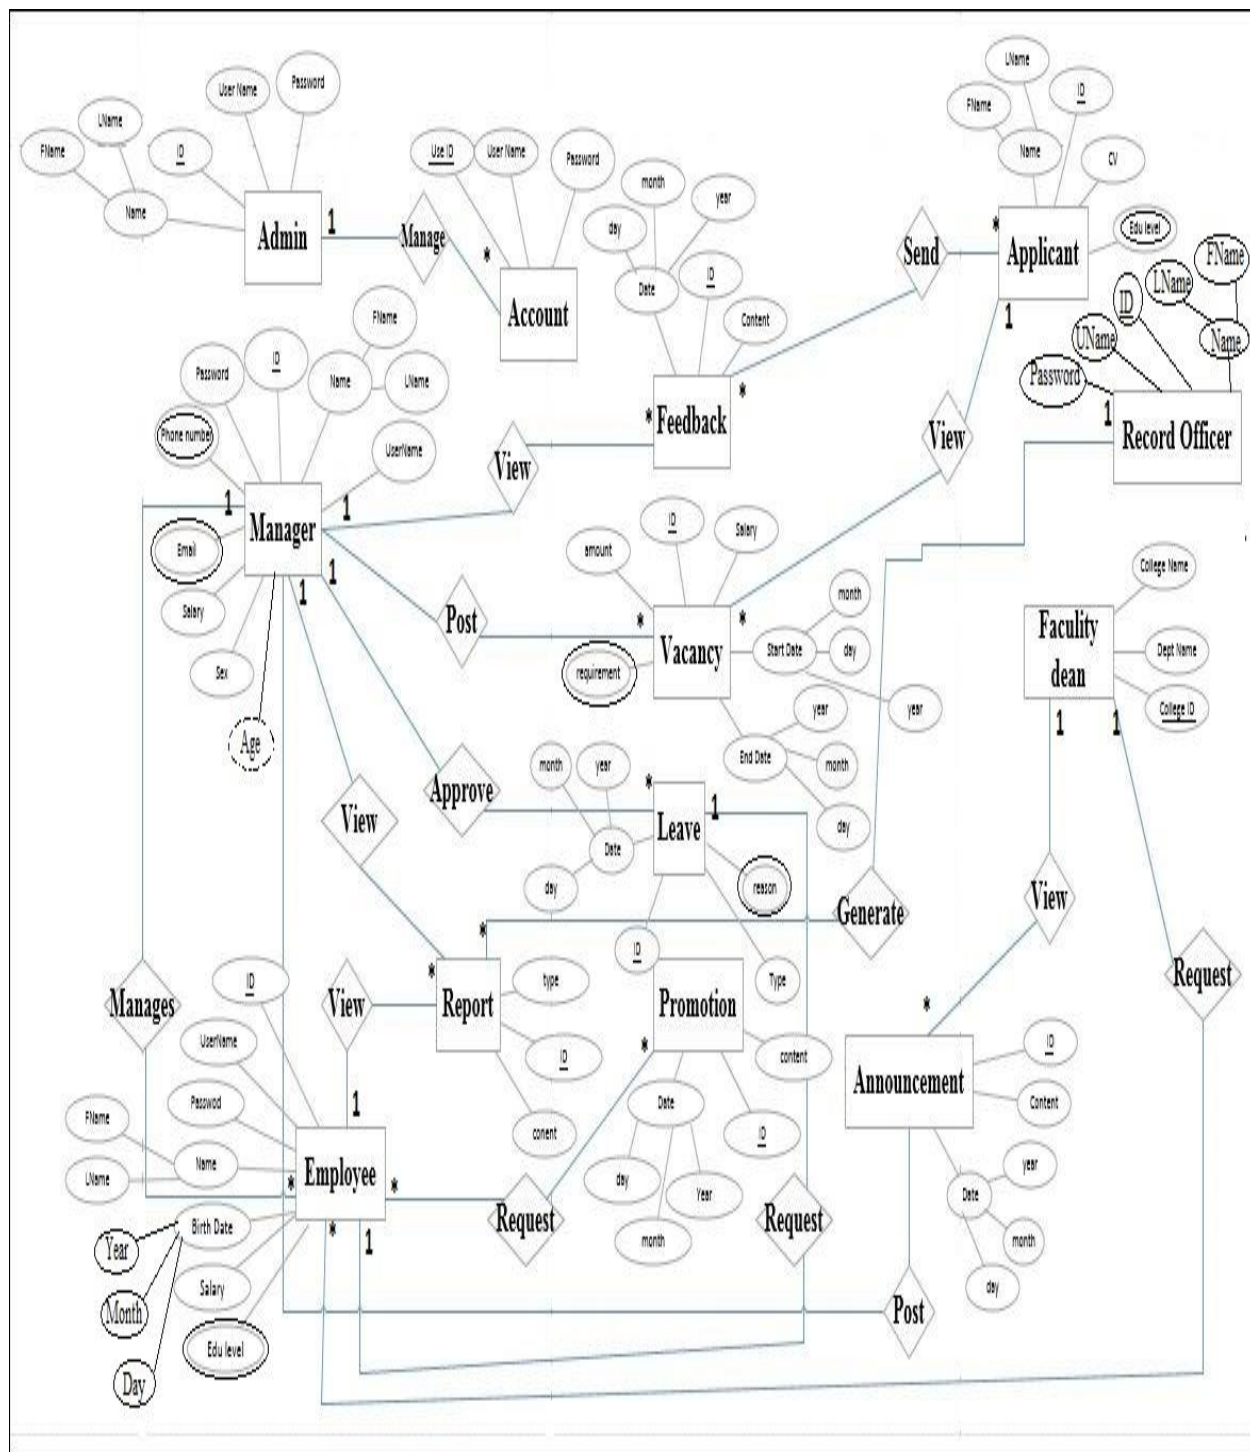 Admin
FName
LName
Name
ID
User Name
Password
1
Manage
*
Account
Use ID
User Name
Password
Feedback
day
month
year
Date
ID
Content
*
*
Send
*
Applicant
FName
LName
Name
ID
CV
Edu level
1
View
Record Officer
Password
UName
ID
LName
FName
Name
1
Manager
Phone number
Password
ID
Name
FName
LName
UserName
Email
Salary
Sex
Age
1
1
1
1
View
Post
Approve
View
Manages
Vacancy
amount
ID
Salary
requirement
Start Date
month
day
year
End Date
year
month
day
*
*
Faculity
dean
College Name
Dept Name
College ID
1
1
View
Request
Leave
month
year
Date
day
reason
ID
Type
*
1
Generate
Report
type
ID
conent
*
*
View
1
Promotion
content
Date
day
month
Year
ID
*
Announcement
ID
Content
Date
year
month
day
*
Employee
ID
UserName
Passwod
FName
LName
Name
Birth Date
Year
Month
Day
Salary
Edu level
*
*
*
1
Request
Request
Post